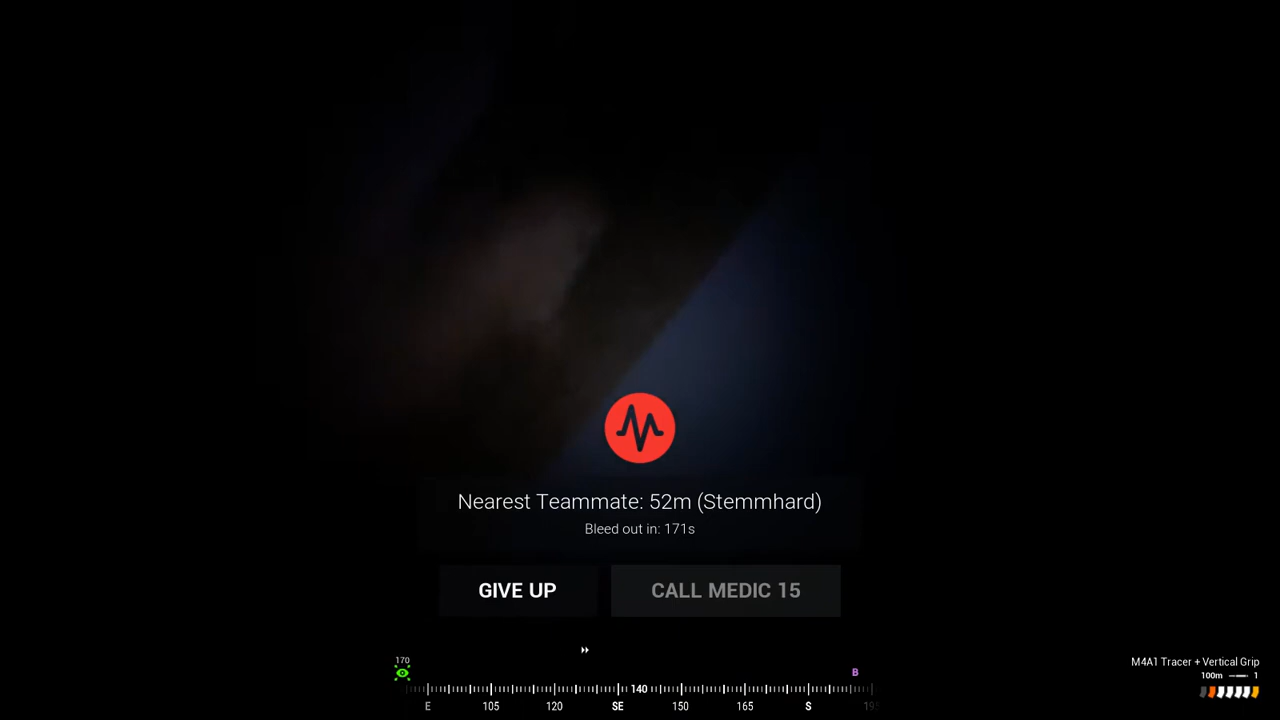 Nearest Teammate: 52m (Stemmhard)
Bleed out in: 171s
GIVE UP
CALL MEDIC 15
170
B
M4A1 Tracer + Vertical Grip
100m 1
140
E 105 120 SE 150 165 S 195